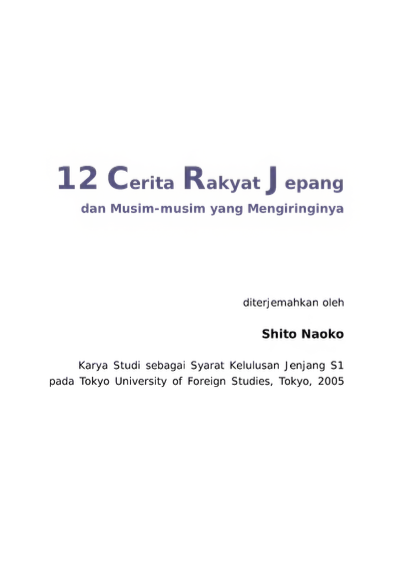 12 Cerita Rakyat Jepang
dan Musim-musim yang Mengiringinya
diterjemahkan oleh
Shito Naoko
Karya Studi sebagai Syarat Kelulusan Jenjang S1
pada Tokyo University of Foreign Studies, Tokyo, 2005